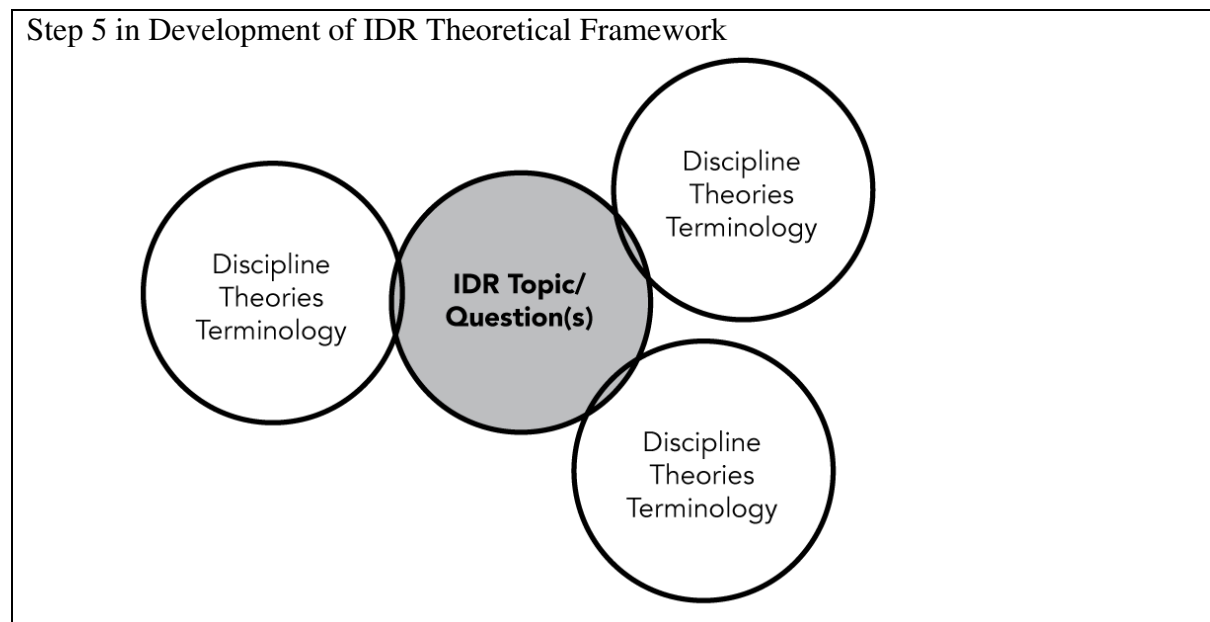 Step 5 in Development of IDR Theoretical Framework
Discipline
Theories
Terminology
Discipline
Theories
Terminology
IDR Topic/
Question(s)
Discipline
Theories
Terminology